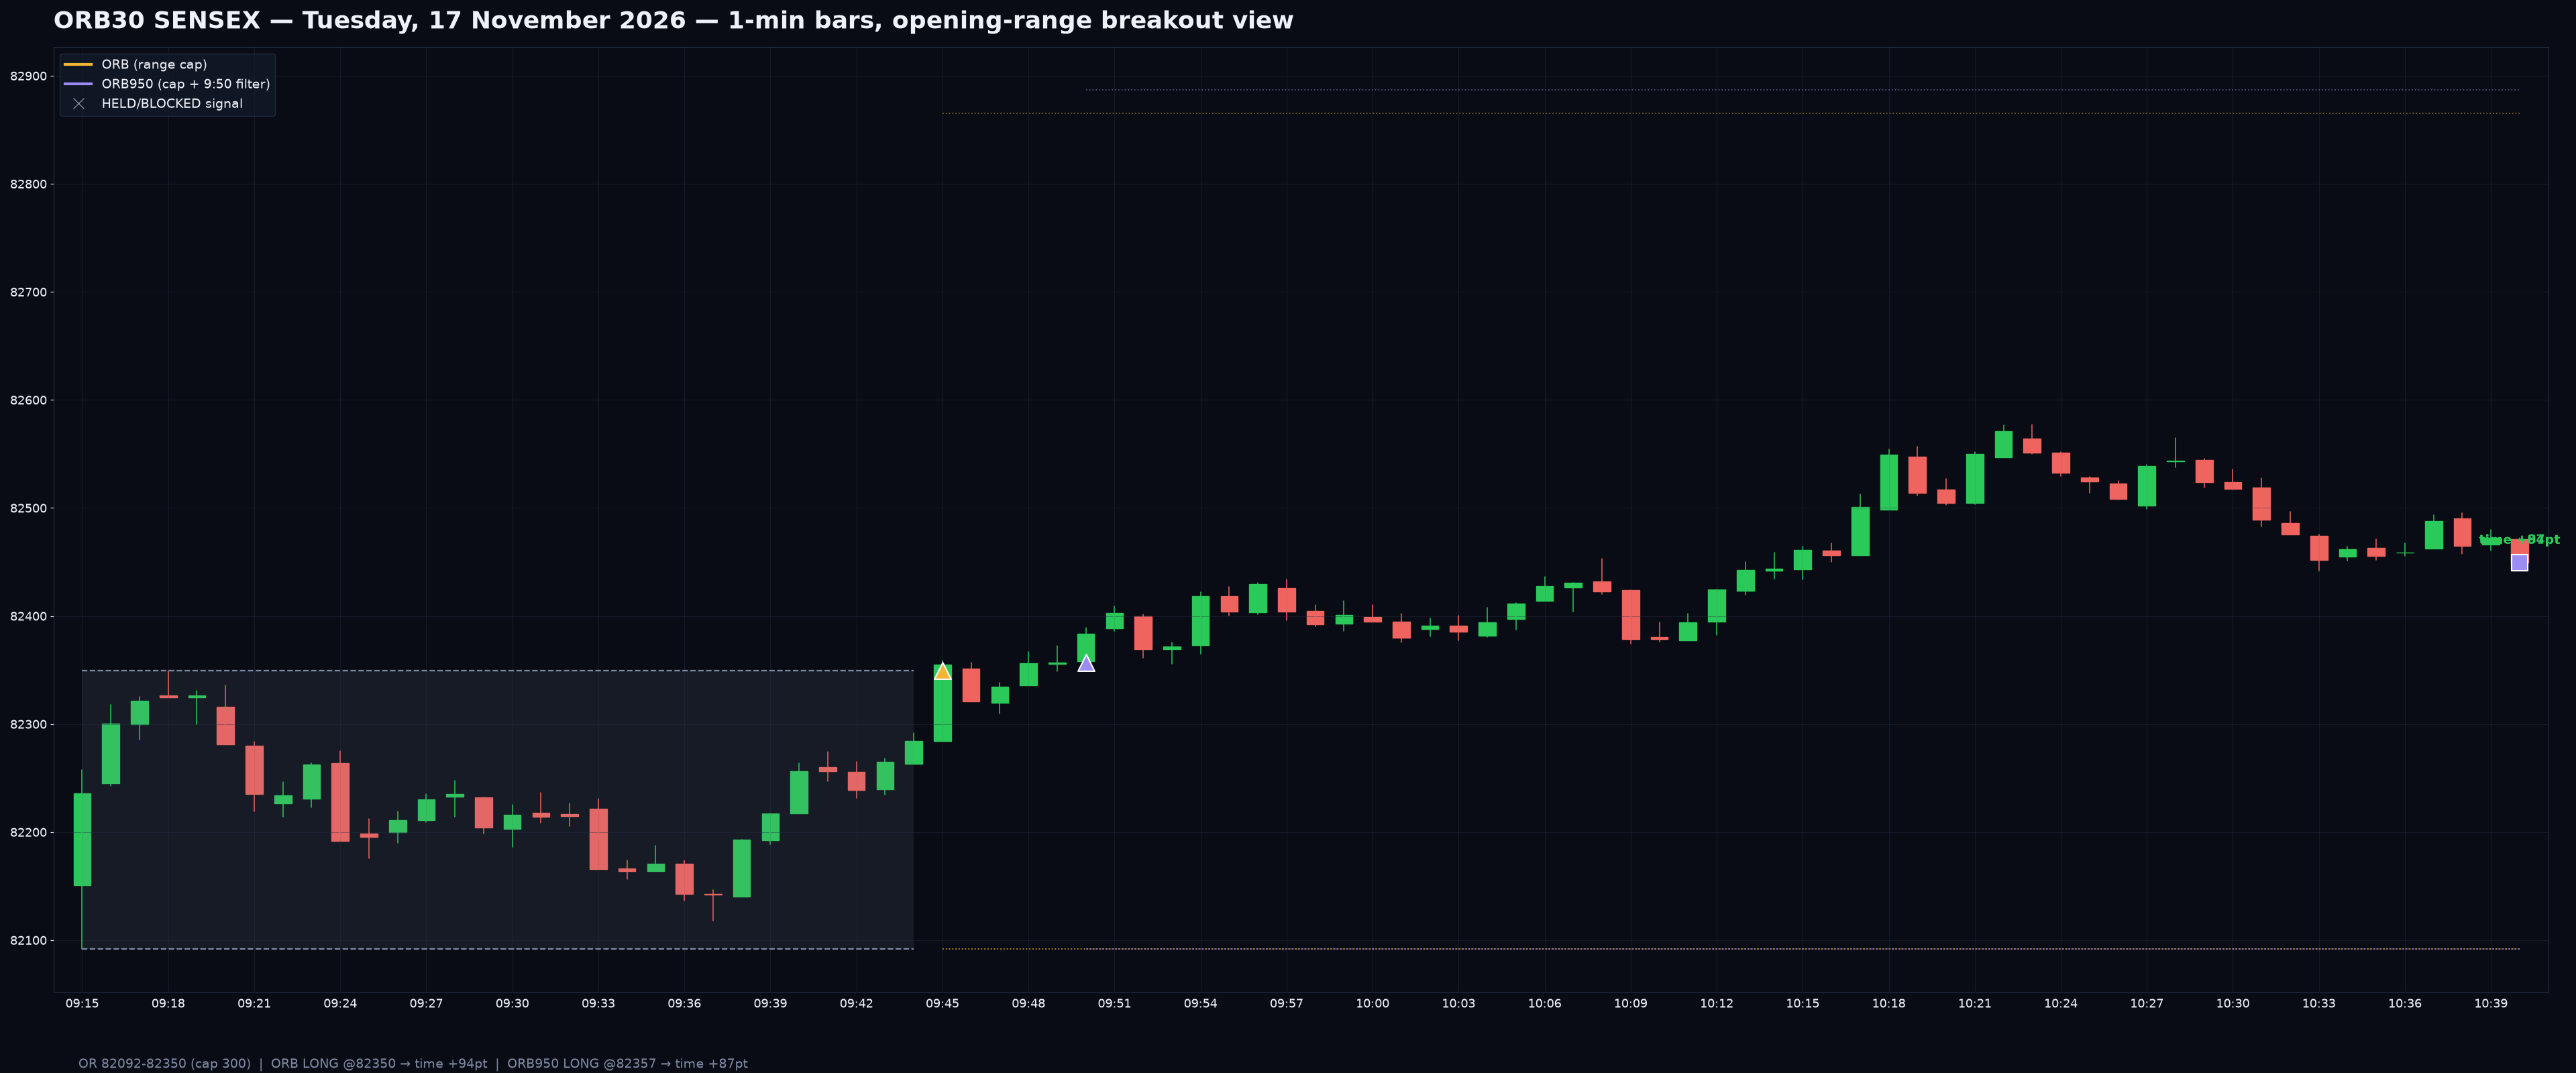 ORB30 SENSEX — Tuesday, 17 November 2026 — 1-min bars, opening-range breakout view
ORB (range cap)
ORB950 (cap + 9:50 filter)
HELD/BLOCKED signal
82900
82800
82700
82600
82500
82400
82300
82200
82100
time +87pt
09:15 09:18 09:21 09:24 09:27 09:30 09:33 09:36 09:39 09:42 09:45 09:48 09:51 09:54 09:57 10:00 10:03 10:06 10:09 10:12 10:15 10:18 10:21 10:24 10:27 10:30 10:33 10:36 10:39
OR 82092-82350 (cap 300) | ORB LONG @82350 → time +94pt | ORB950 LONG @82357 → time +87pt